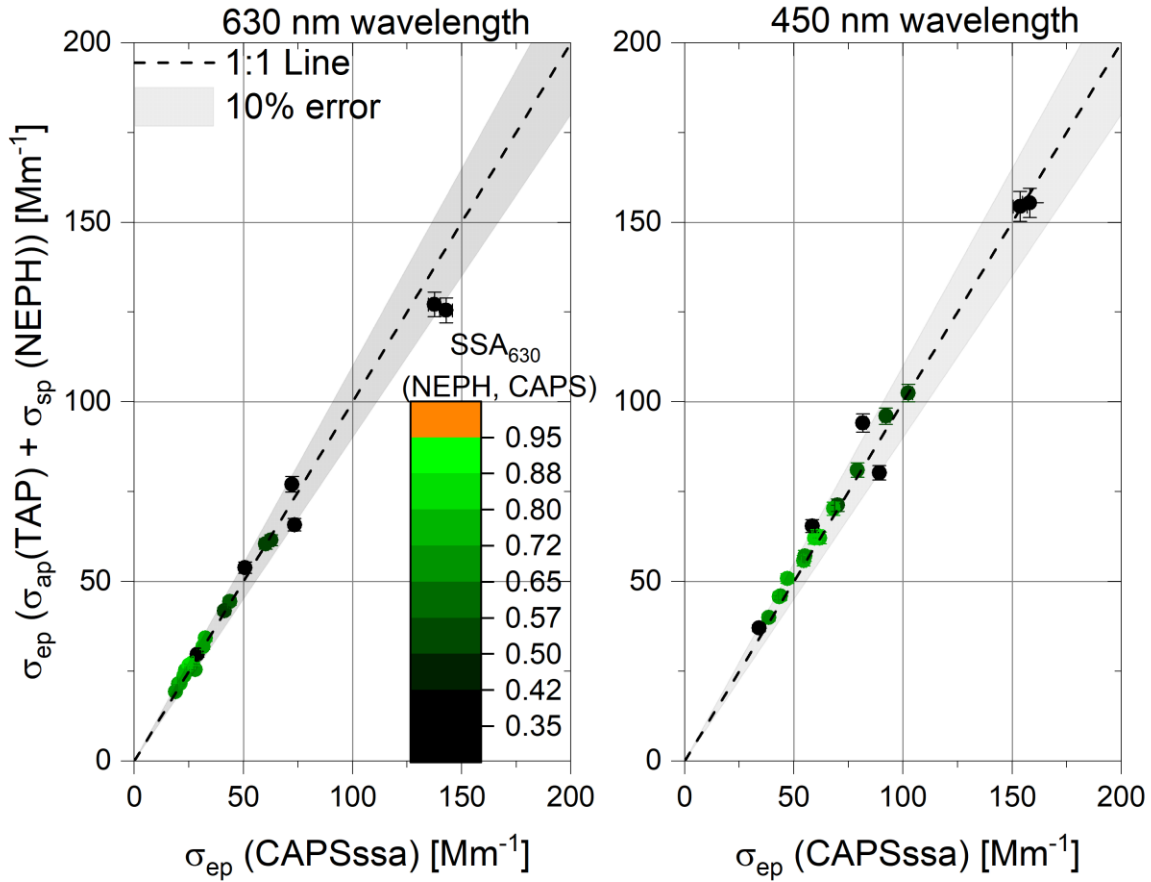 630 nm wavelength
450 nm wavelength
1:1 Line
10% error
σep (σap(TAP) + σsp (NEPH)) [Mm-1]
200
150
100
50
0
SSA630
(NEPH, CAPS)
0.95
0.88
0.80
0.72
0.65
0.57
0.50
0.42
0.35
0 50 100 150 200
σep (CAPSssa) [Mm-1]
200
150
100
50
0
0 50 100 150 200
σep (CAPSssa) [Mm-1]